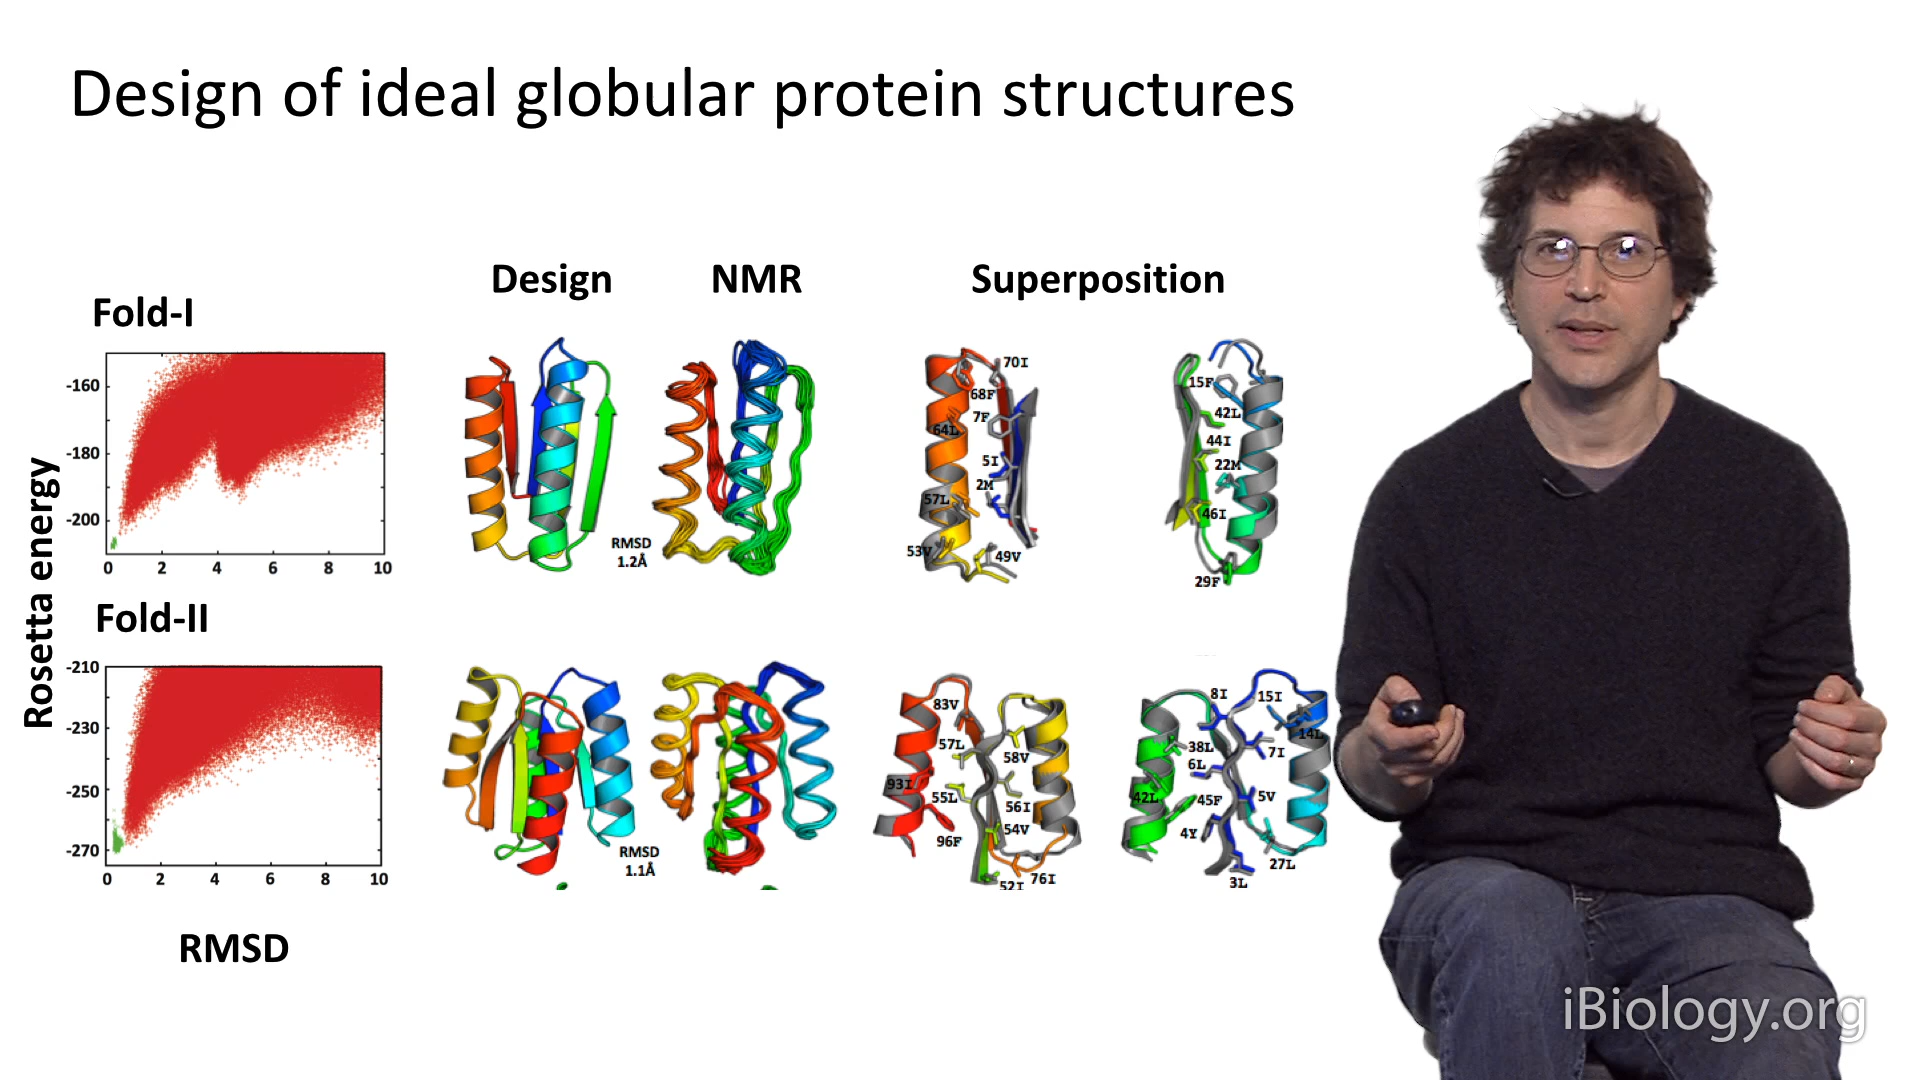 Design of ideal globular protein structures
Design
NMR
Superposition
Fold-I
Rosetta energy
-160
-180
-200
0 2 4 6 8 10
RMSD
1.2Å
70I
68F
7F
64L
5I
2M
57L
53V
49V
15F
42L
44I
22M
46I
29F
Fold-II
-210
-230
-250
-270
0 2 4 6 8 10
RMSD
RMSD
1.1Å
83V
57L
58V
93I
55L
56I
54V
96F
76I
52I
8I
15I
14L
38L
7I
6L
42L
45F
5V
4Y
27L
3L
iBiology.org